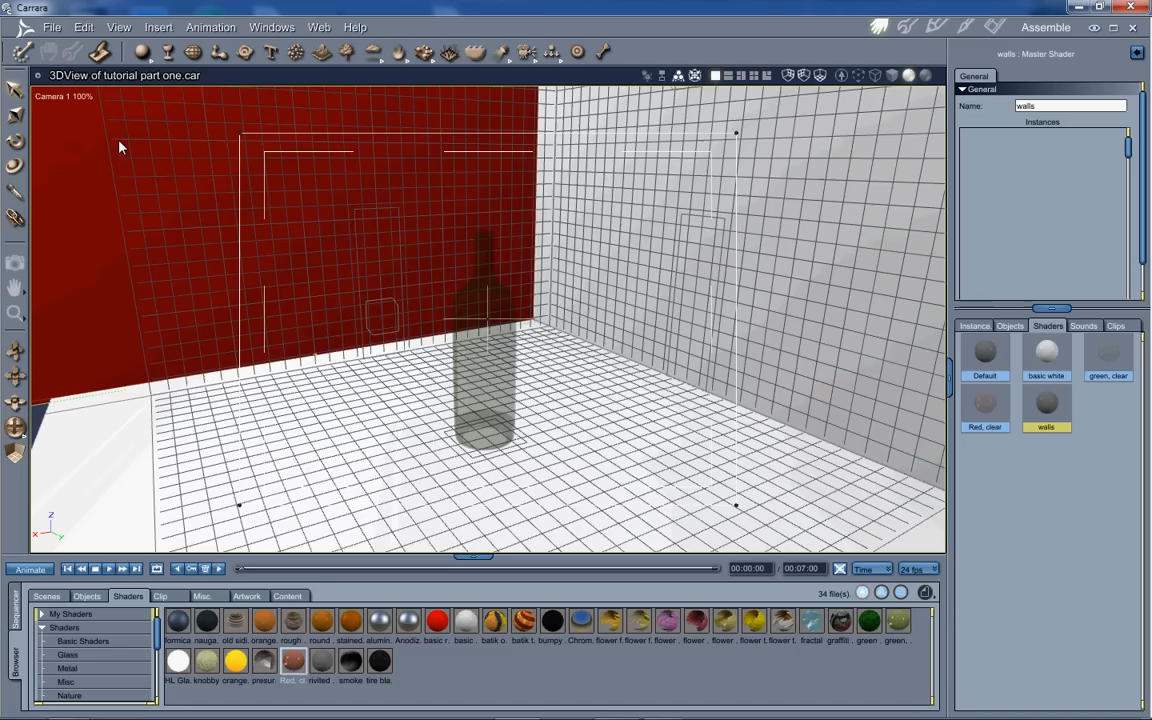 Carrara
File Edit View Insert Animation Windows Web Help
Assemble
3DView of tutorial part one.car
Camera 1 100%
walls : Master Shader
General
General
Name: walls
Instances
Instance. Objects Shaders Sounds Clips
Default basic white green, clear
Red, clear walls
Z
X Y
Animate 00:00:00 / 00:07:00 Time 24 fps
Sequencer
Browser
Scenes Objects Shaders Clip Misc. Artwork Content 34 file(s).
My Shaders
Shaders
Basic Shaders
Glass
Metal
Misc
Nature
formica nauga. old sidi. orange. rough . round . stained. alumin. Anodiz. basic r. basic batik o. batik t. bumpy Chrom. flower f. flower f. flower . flower . flower . flower t. flower t. fractal graffiti . green . green,
HL Gla. knobby orange. presur. Red, cl. rivited . smoke tire bla.